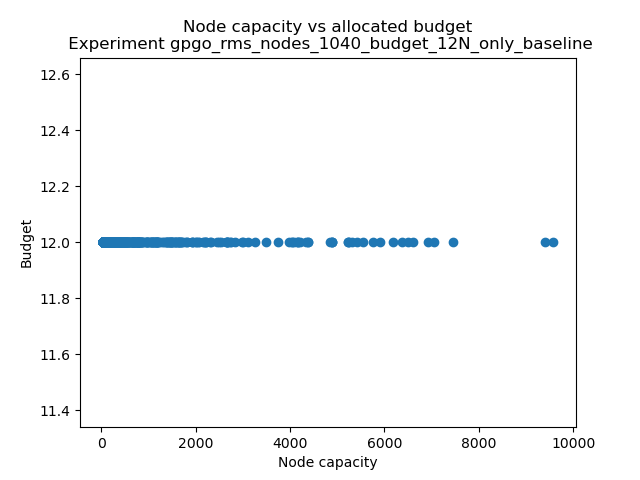 Node capacity vs allocated budget
Experiment gpgo_rms_nodes_1040_budget_12N_only_baseline
12.6
12.4
12.2
12.0
11.8
11.6
11.4
Budget
0 2000 4000 6000 8000 10000
Node capacity